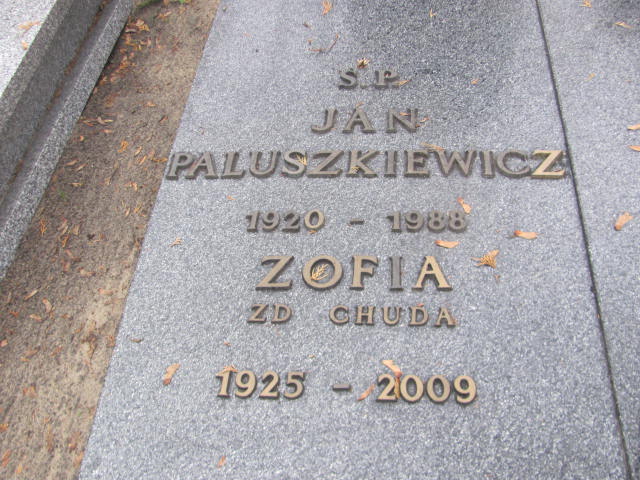 Ś.P.
JAN
PALUSZKIEWICZ
1920 - 1988
ZOFIA
ZD CHUDA
1925 - 2009